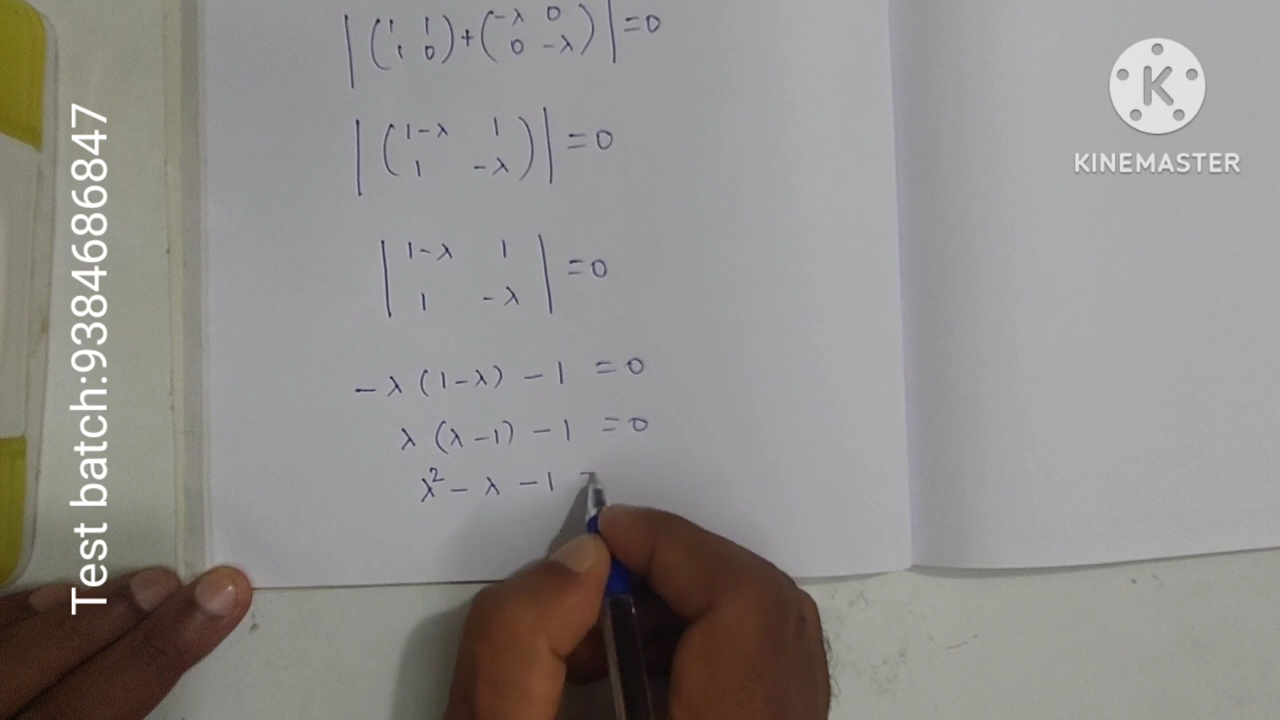 |(1 1
1 0)+(-λ 0
0 -λ)|=0
|(1-λ 1
1 -λ)|=0
|1-λ 1
1 -λ|=0
-λ(1-λ)-1 =0
λ(λ-1)-1 =0
λ²-λ-1
Test batch:9384686847
K
KINEMASTER